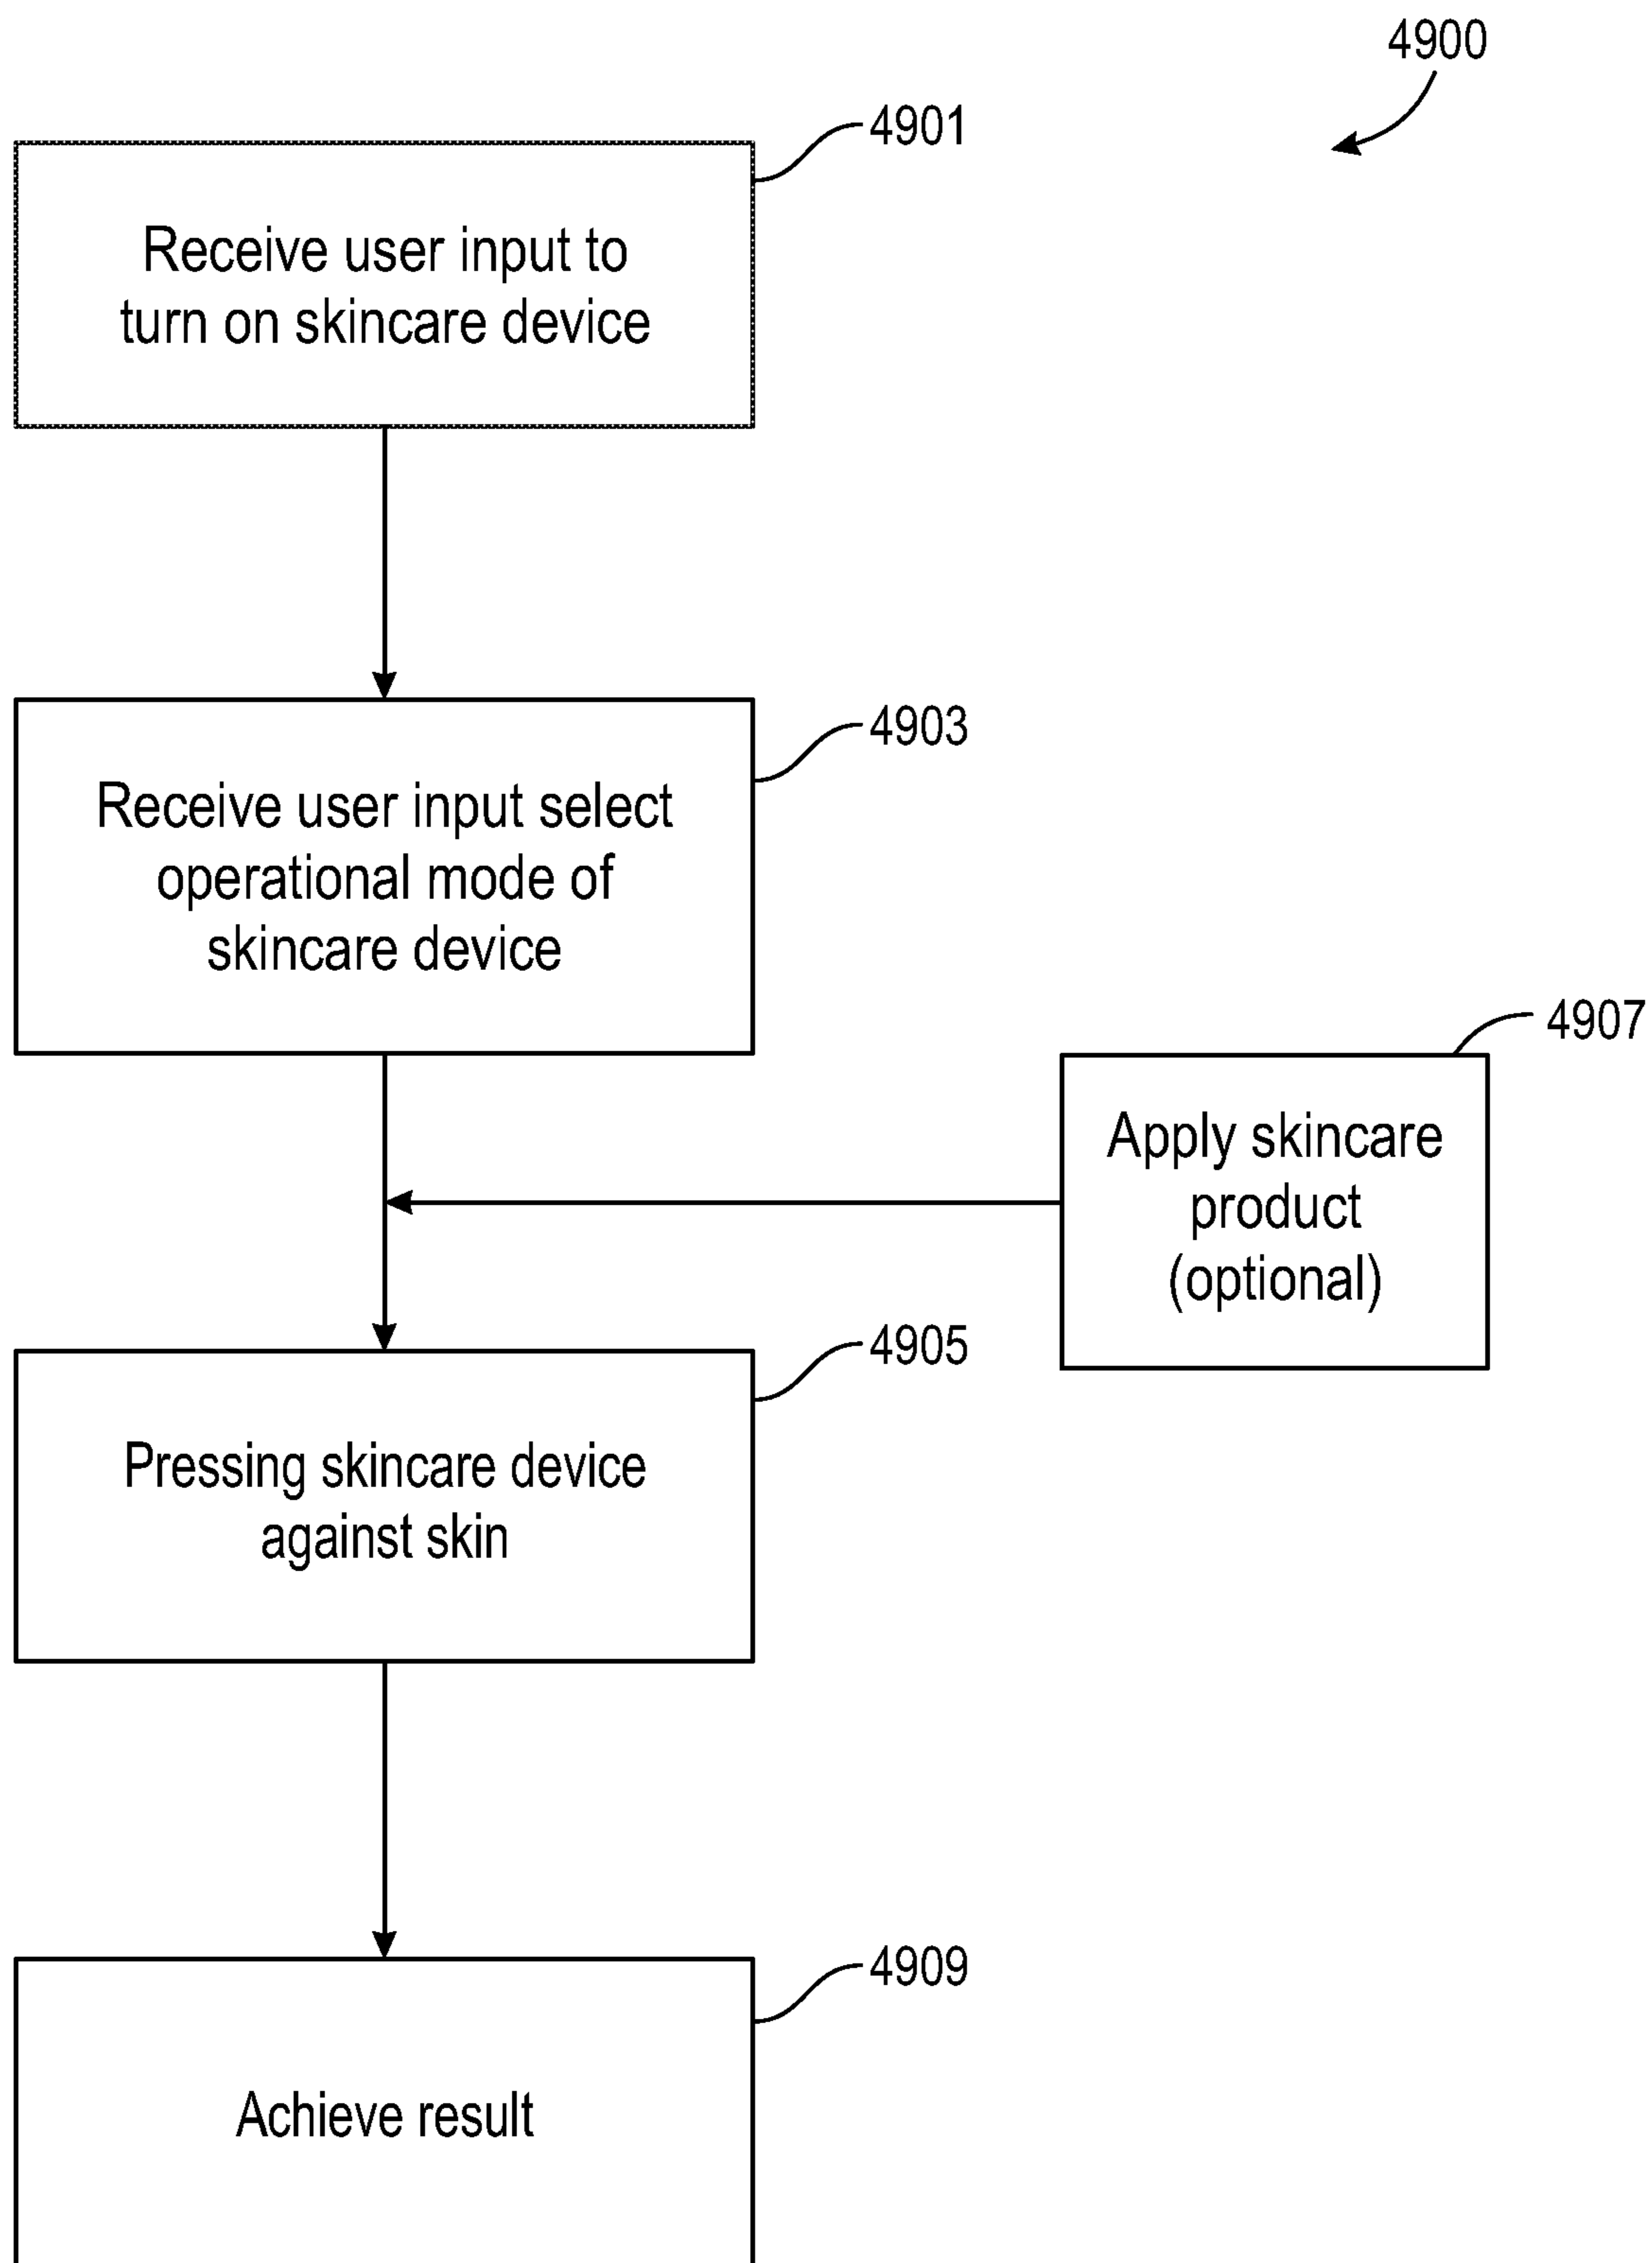 4900
4901
Receive user input to
turn on skincare device
4903
Receive user input select
operational mode of
skincare device
4907
Apply skincare
product
(optional)
4905
Pressing skincare device
against skin
4909
Achieve result